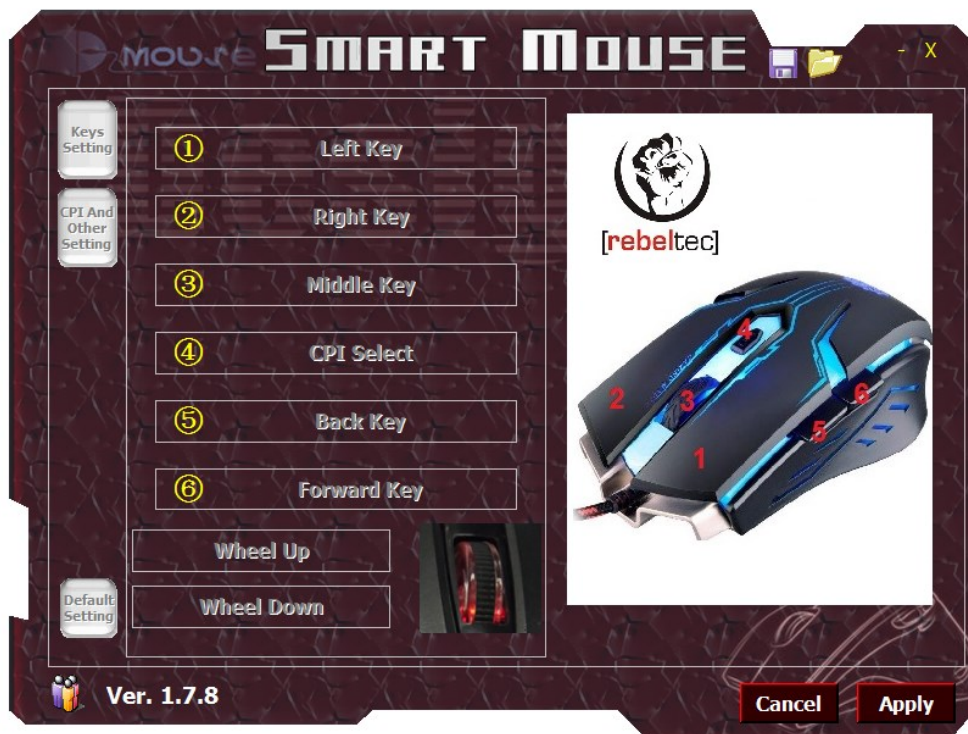 MOUSE SMART MOUSE
- X
Keys
Setting
CPI And
Other
Setting
① Left Key
② Right Key
③ Middle Key
④ CPI Select
⑤ Back Key
⑥ Forward Key
Wheel Up
Wheel Down
Default
Setting
[rebeltec]
4
2
3
6
5
1
Ver. 1.7.8
Cancel
Apply